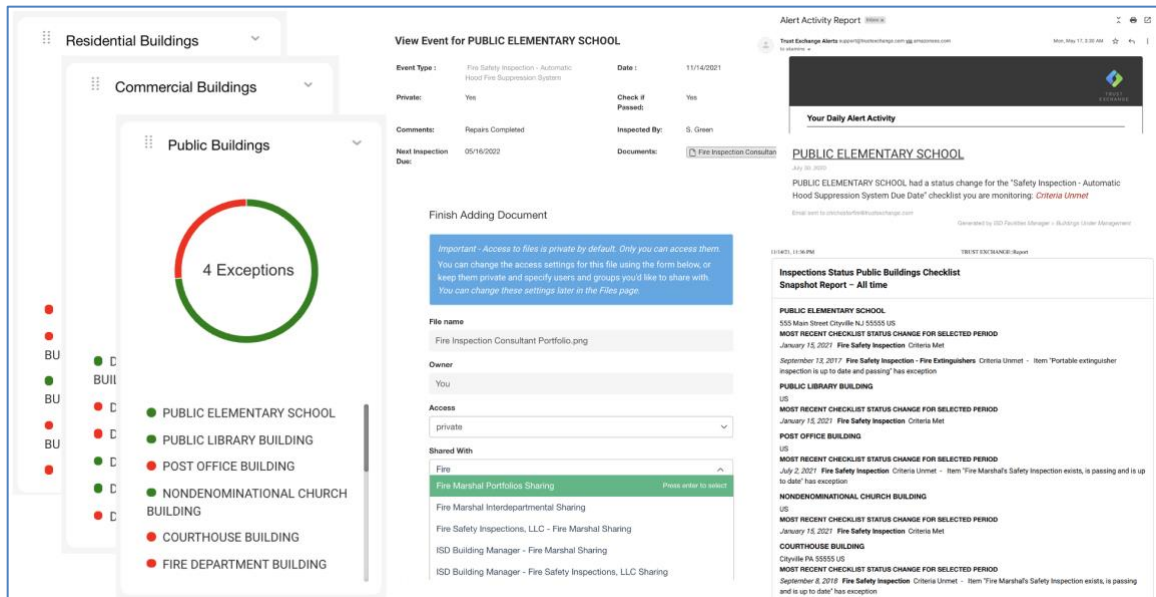 Residential Buildings
BU
BU
BU
Commercial Buildings
D
BUIL
D
D
D
D
D
Public Buildings
4 Exceptions
PUBLIC ELEMENTARY SCHOOL
PUBLIC LIBRARY BUILDING
POST OFFICE BUILDING
NONDENOMINATIONAL CHURCH
BUILDING
COURTHOUSE BUILDING
FIRE DEPARTMENT BUILDING
View Event for PUBLIC ELEMENTARY SCHOOL
Event Type : Fire Safety Inspection - Automatic Date : 11/14/2021
Hood Fire Suppression System
Private: Yes Check if Yes
Passed:
Comments: Repairs Completed Inspected By: S. Green
Next Inspection 05/16/2022 Documents: Fire Inspection Consultan
Due:
Finish Adding Document
Important - Access to files is private by default. Only you can access them.
You can change the access settings for this file using the form below, or
keep them private and specify users and groups you'd like to share with.
You can change these settings later in the Files page.
File name
Fire Inspection Consultant Portfolio.png
Owner
You
Access
private
Shared With
Fire
Fire Marshal Portfolios Sharing Press enter to select
Fire Marshal Interdepartmental Sharing
Fire Safety Inspections, LLC - Fire Marshal Sharing
ISD Building Manager - Fire Marshal Sharing
ISD Building Manager - Fire Safety Inspections, LLC Sharing
Alert Activity Report
Trust Exchange Alerts support@trustexchange.com via amazonses.com Mon, May 17, 3:30 AM
TRUST
EXCHANGE
Your Daily Alert Activity
PUBLIC ELEMENTARY SCHOOL
July 30, 2022
PUBLIC ELEMENTARY SCHOOL had a status change for the "Safety Inspection - Automatic
Hood Suppression System Due Date" checklist you are monitoring: Criteria Unmet
Generated by ISD Facilities Manager > Buildings Under Management
11/14/21, 11:36 PM TRUST EXCHANGE::Report
Inspections Status Public Buildings Checklist
Snapshot Report – All time
PUBLIC ELEMENTARY SCHOOL
555 Main Street Cityville NJ 55555 US
MOST RECENT CHECKLIST STATUS CHANGE FOR SELECTED PERIOD
January 15, 2021 Fire Safety Inspection Criteria Met
September 13, 2017 Fire Safety Inspection - Fire Extinguishers Criteria Unmet - Item "Portable extinguisher
inspection is up to date and passing" has exception
PUBLIC LIBRARY BUILDING
US
MOST RECENT CHECKLIST STATUS CHANGE FOR SELECTED PERIOD
January 15, 2021 Fire Safety Inspection Criteria Met
POST OFFICE BUILDING
US
MOST RECENT CHECKLIST STATUS CHANGE FOR SELECTED PERIOD
July 2, 2021 Fire Safety Inspection Criteria Unmet - Item "Fire Marshal's Safety Inspection exists, is passing and is up
to date" has exception
NONDENOMINATIONAL CHURCH BUILDING
US
MOST RECENT CHECKLIST STATUS CHANGE FOR SELECTED PERIOD
January 15, 2021 Fire Safety Inspection Criteria Met
COURTHOUSE BUILDING
Cityville PA 55555 US
MOST RECENT CHECKLIST STATUS CHANGE FOR SELECTED PERIOD
September 8, 2018 Fire Safety Inspection Criteria Unmet - Item "Fire Marshal's Safety Inspection exists, is passing
and is up to date" has exception